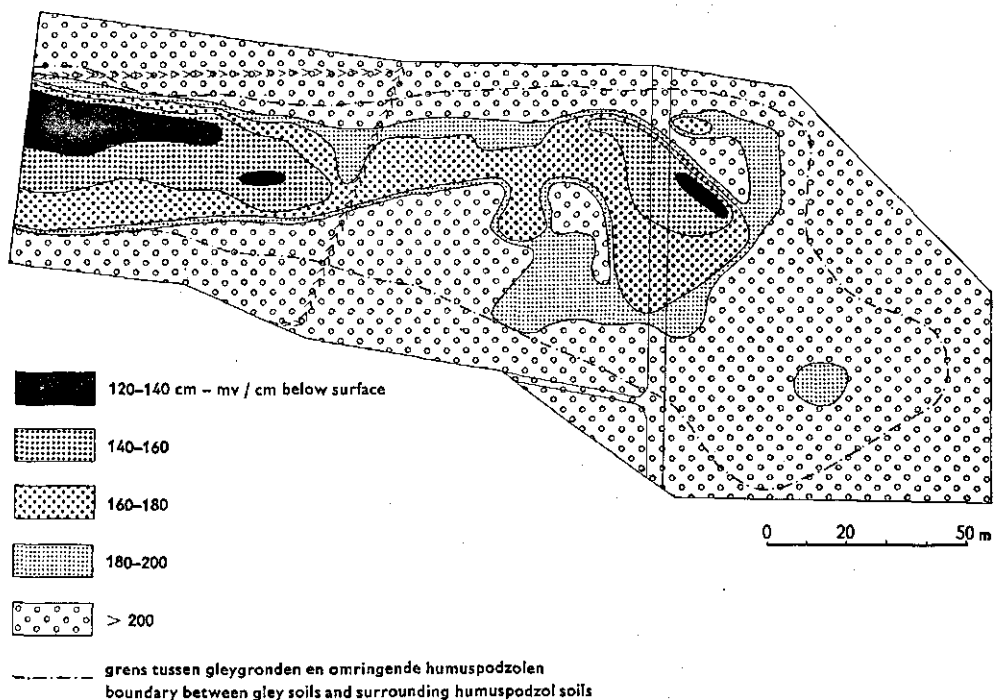 120–140 cm – mv / cm below surface
140–160
160–180
180–200
> 200
0 20 50 m
grens tussen gleygronden en omringende humuspodzolen
boundary between gley soils and surrounding humuspodzol soils